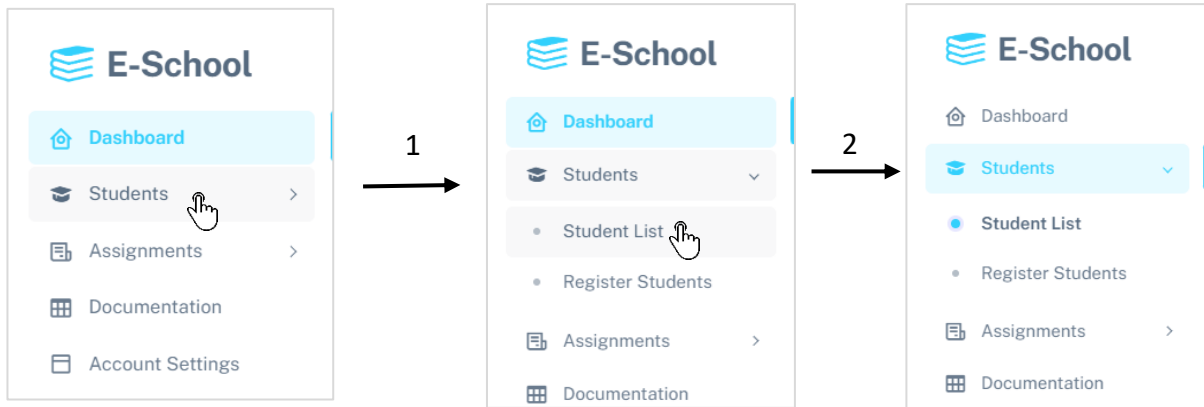 E-School
Dashboard
Students
Assignments
Documentation
Account Settings
1
E-School
Dashboard
Students
Student List
Register Students
Assignments
Documentation
2
E-School
Dashboard
Students
Student List
Register Students
Assignments
Documentation